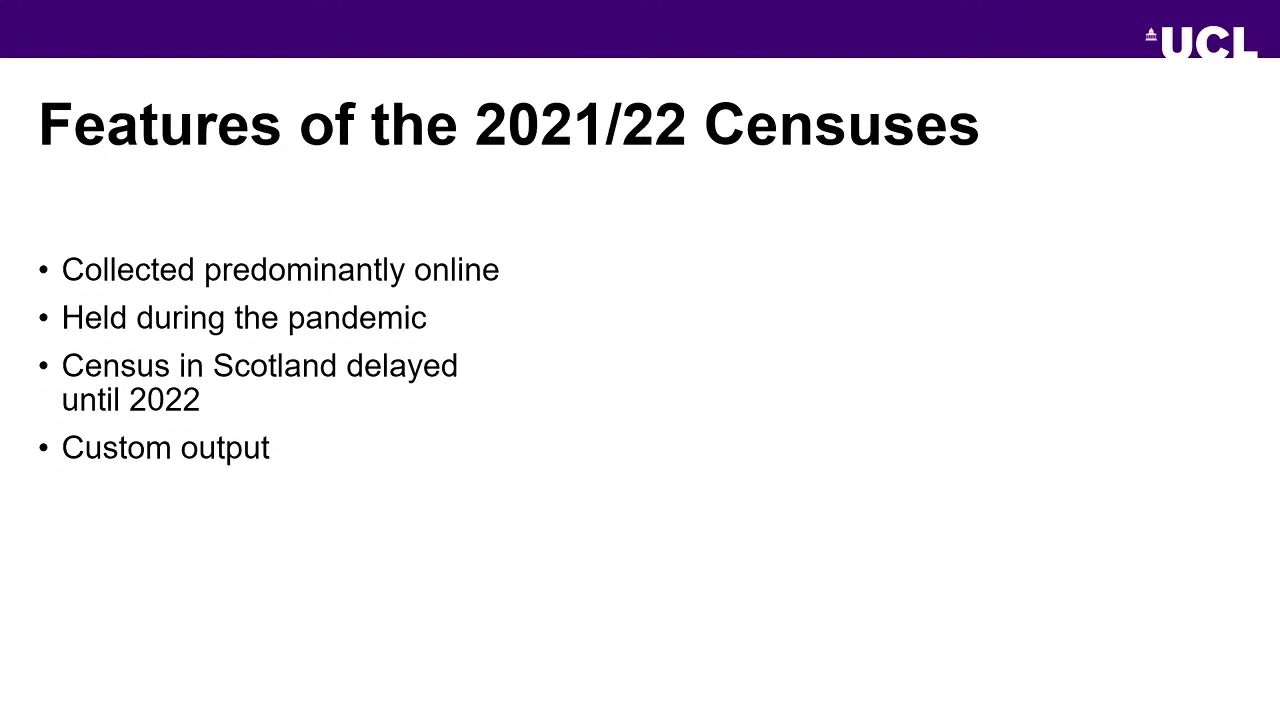 UCL
Features of the 2021/22 Censuses
• Collected predominantly online
• Held during the pandemic
• Census in Scotland delayed
until 2022
• Custom output